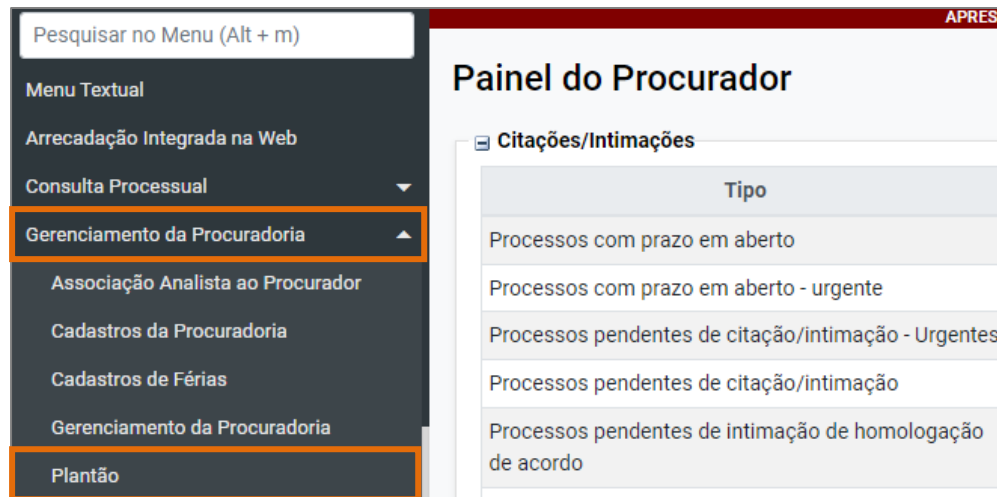 Pesquisar no Menu (Alt + m)
Menu Textual
Arrecadação Integrada na Web
Consulta Processual
Gerenciamento da Procuradoria
Associação Analista ao Procurador
Cadastros da Procuradoria
Cadastros de Férias
Gerenciamento da Procuradoria
Plantão
APRES
Painel do Procurador
Citações/Intimações
Tipo
Processos com prazo em aberto
Processos com prazo em aberto - urgente
Processos pendentes de citação/intimação - Urgentes
Processos pendentes de citação/intimação
Processos pendentes de intimação de homologação
de acordo